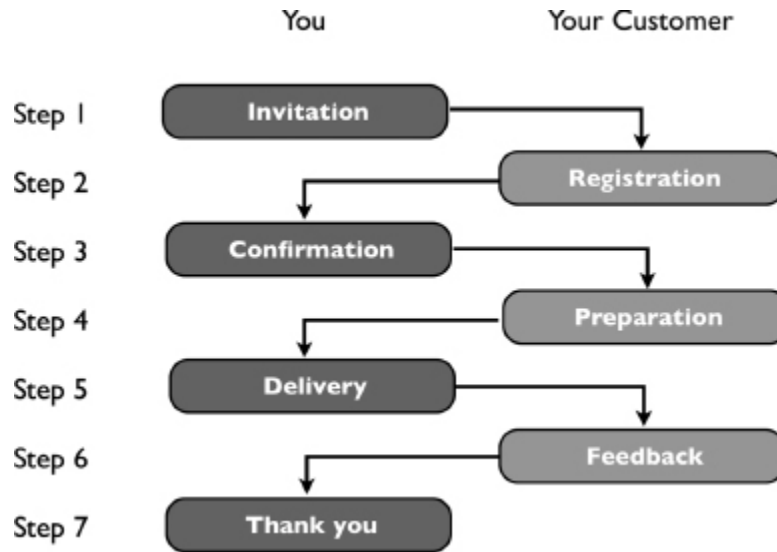 You Your Customer
Step 1 Invitation
Step 2 Registration
Step 3 Confirmation
Step 4 Preparation
Step 5 Delivery
Step 6 Feedback
Step 7 Thank you